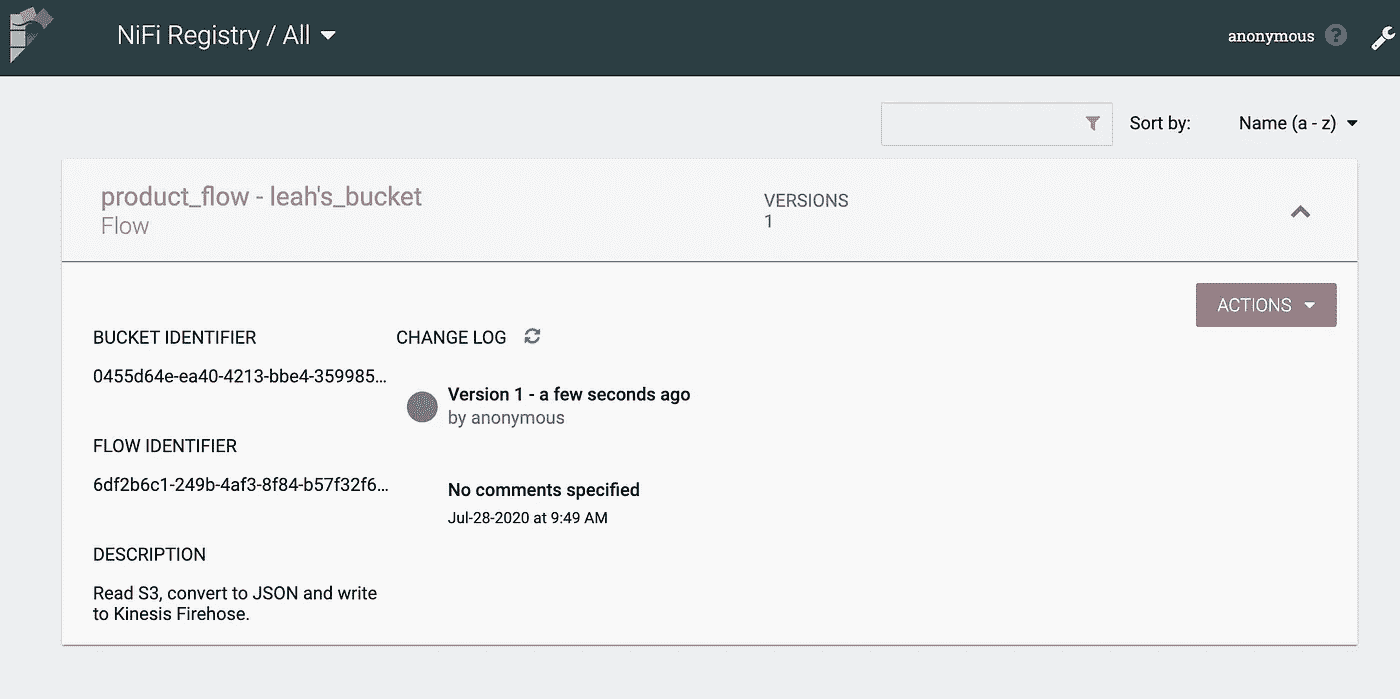 NiFi Registry / All
anonymous
Sort by:
Name (a - z)
product_flow - leah's_bucket
Flow
VERSIONS
1
ACTIONS
BUCKET IDENTIFIER
0455d64e-ea40-4213-bbe4-359985...
FLOW IDENTIFIER
6df2b6c1-249b-4af3-8f84-b57f32f6...
DESCRIPTION
Read S3, convert to JSON and write
to Kinesis Firehose.
CHANGE LOG
Version 1 - a few seconds ago
by anonymous
No comments specified
Jul-28-2020 at 9:49 AM